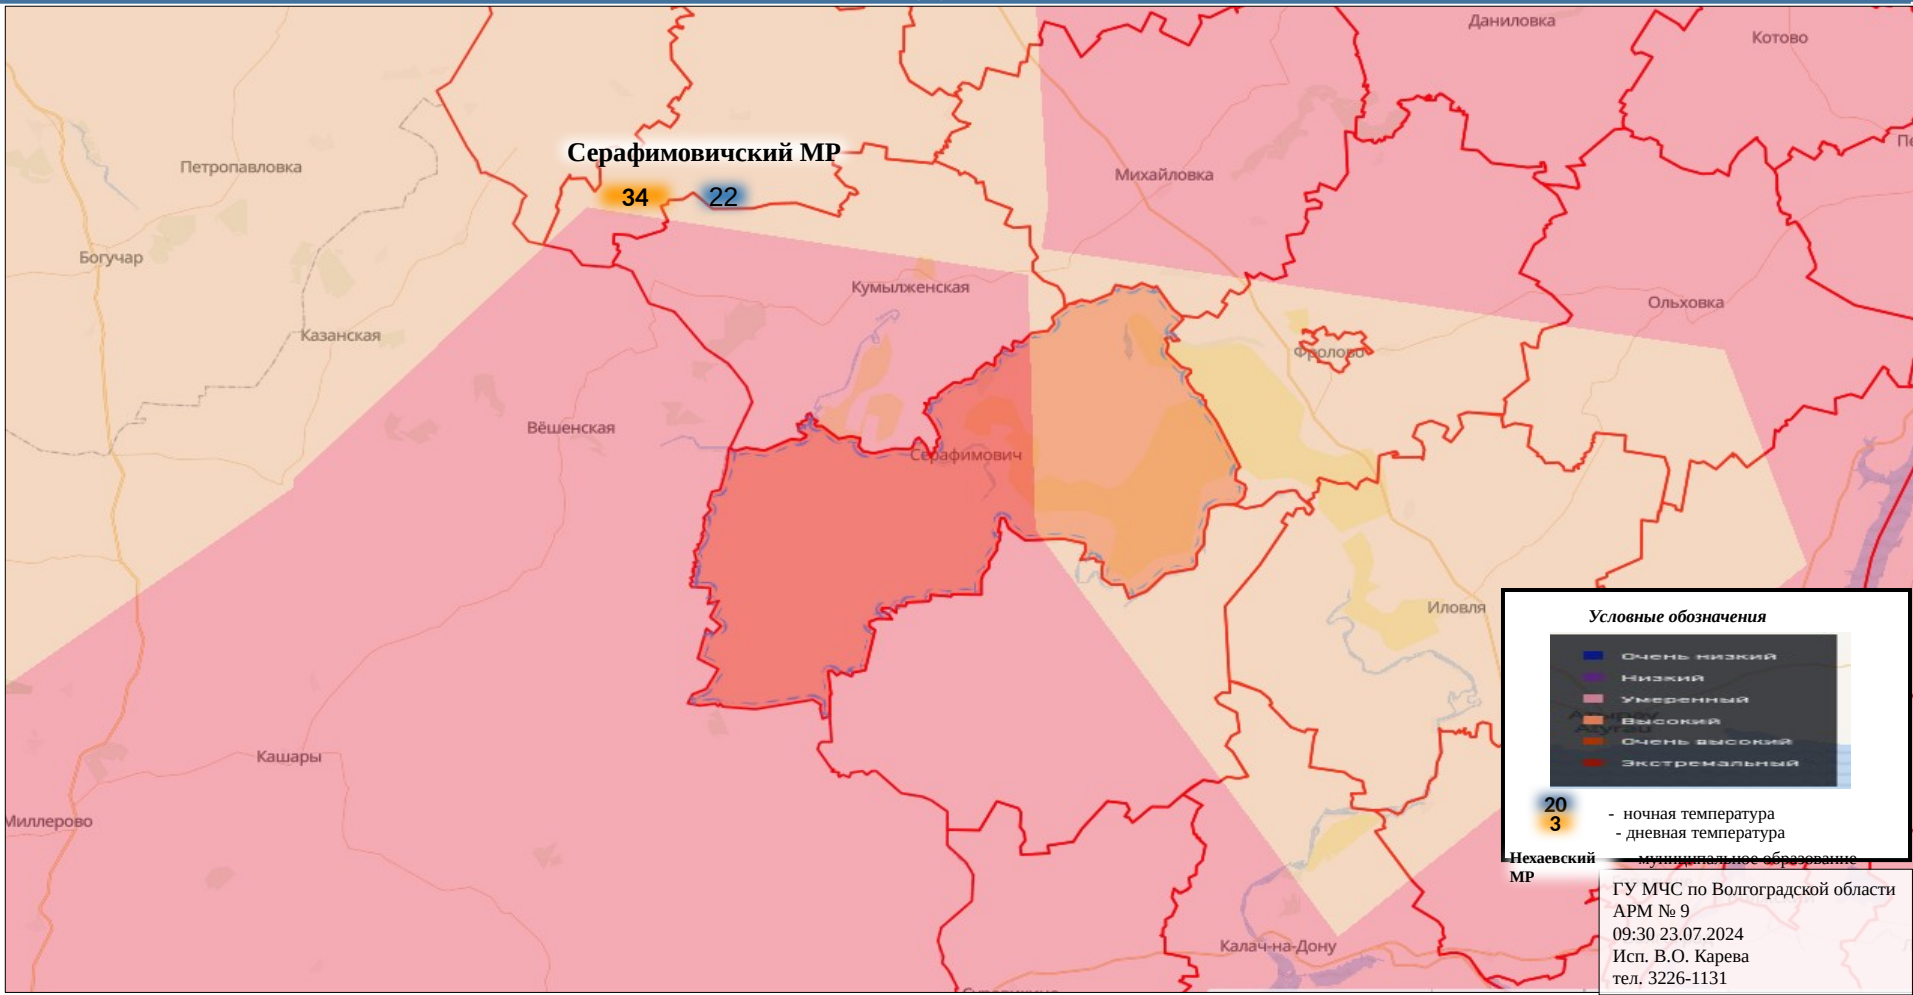 Даниловка
Котово
Серафимовичский МР
Петропавловка
Михайловка
34
22
Богучар
Кумылженская
Казанская
Ольховка
Фролово
Вёшенская
Серафимович
Иловля
Кашары
Миллерово
Калач-на-Дону
Условные обозначения
Очень низкий
Низкий
Умеренный
Высокий
Очень высокий
Экстремальный
Atyrau
20
- ночная температура
3
- дневная температура
Нехаевский
МР
муниципальное образование
ГУ МЧС по Волгоградской области
АРМ № 9
09:30 23.07.2024
Исп. В.О. Карева
тел. 3226-1131